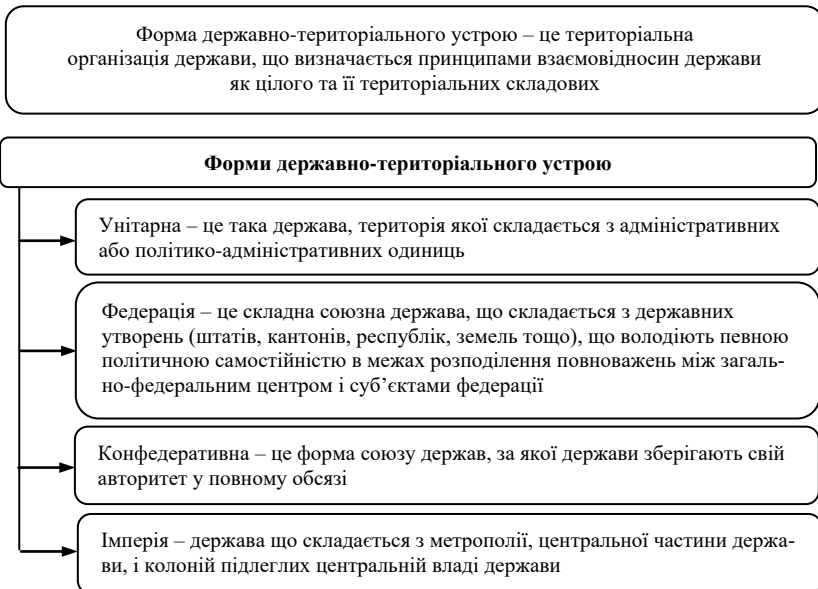 Форма державно-територіального устрою – це територіальна
організація держави, що визначається принципами взаємовідносин держави
як цілого та її територіальних складових
Форми державно-територіального устрою
Унітарна – це така держава, територія якої складається з адміністративних
або політико-адміністративних одиниць
Федерація – це складна союзна держава, що складається з державних
утворень (штатів, кантонів, республік, земель тощо), що володіють певною
політичною самостійністю в межах розподілення повноважень між загаль-
но-федеральним центром і суб’єктами федерації
Конфедеративна – це форма союзу держав, за якої держави зберігають свій
авторитет у повному обсязі
Імперія – держава що складається з метрополії, центральної частини держа-
ви, і колоній підлеглих центральній владі держави